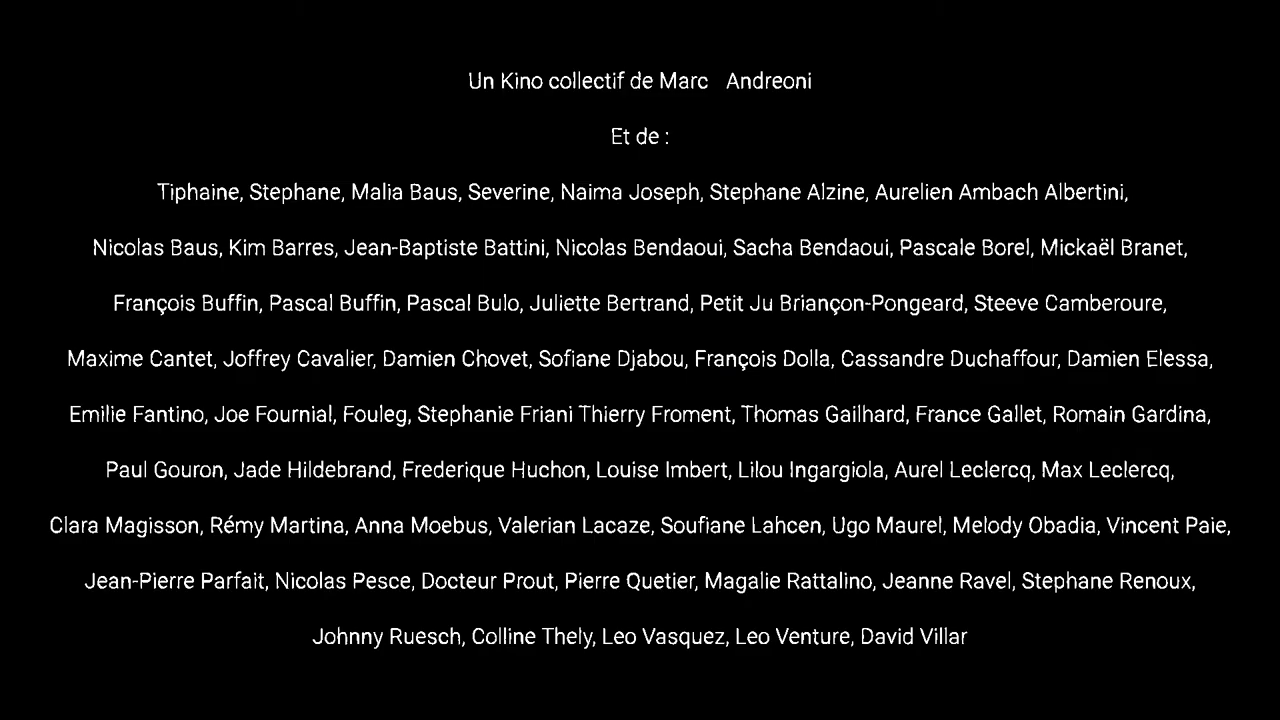 Un Kino collectif de Marc Andreoni
Et de :
Tiphaine, Stephane, Malia Baus, Severine, Naima Joseph, Stephane Alzine, Aurelien Ambach Albertini,
Nicolas Baus, Kim Barres, Jean-Baptiste Battini, Nicolas Bendaoui, Sacha Bendaoui, Pascale Borel, Mickaël Branet,
François Buffin, Pascal Buffin, Pascal Bulo, Juliette Bertrand, Petit Ju Briançon-Pongeard, Steeve Camberoure,
Maxime Cantet, Joffrey Cavalier, Damien Chovet, Sofiane Djabou, François Dolla, Cassandre Duchaffour, Damien Elessa,
Emilie Fantino, Joe Fournial, Fouleg, Stephanie Friani Thierry Froment, Thomas Gailhard, France Gallet, Romain Gardina,
Paul Gouron, Jade Hildebrand, Frederique Huchon, Louise Imbert, Lilou Ingargiola, Aurel Leclercq, Max Leclercq,
Clara Magisson, Rémy Martina, Anna Moebus, Valerian Lacaze, Soufiane Lahcen, Ugo Maurel, Melody Obadia, Vincent Paie,
Jean-Pierre Parfait, Nicolas Pesce, Docteur Prout, Pierre Quetier, Magalie Rattalino, Jeanne Ravel, Stephane Renoux,
Johnny Ruesch, Colline Thely, Leo Vasquez, Leo Venture, David Villar